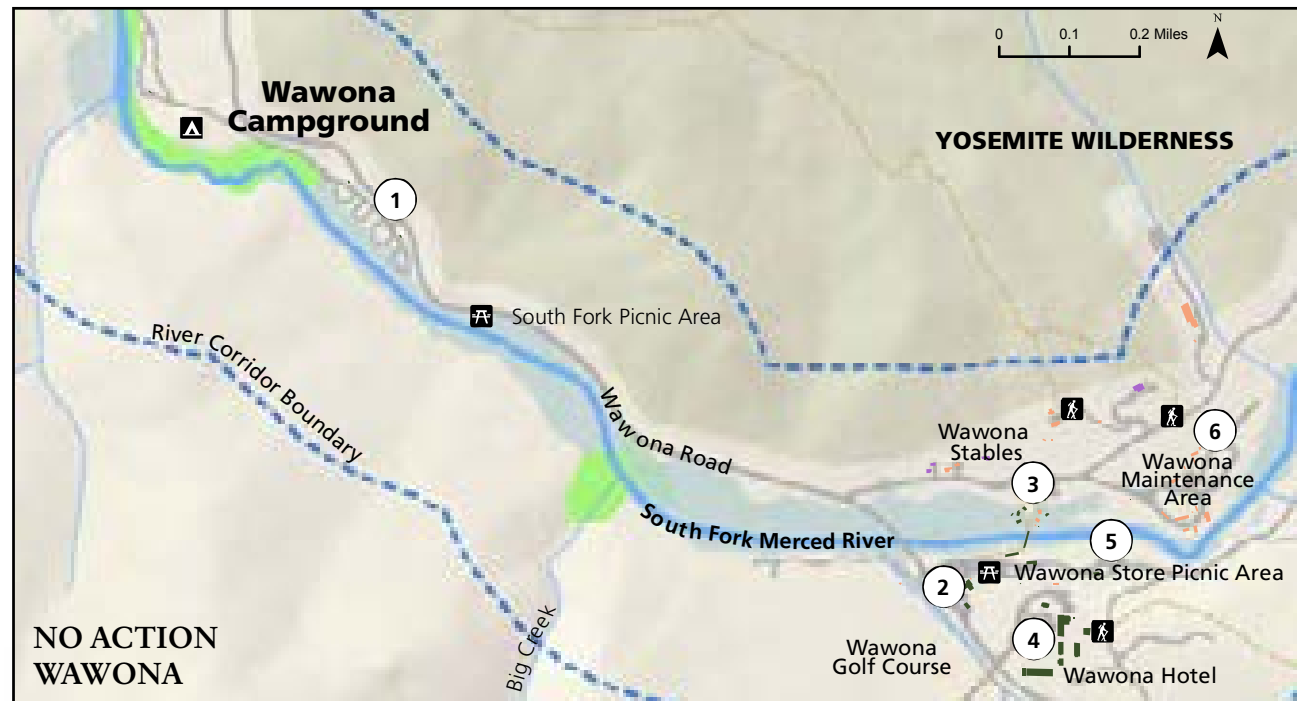 N
0 0.1 0.2 Miles
Wawona
Campground
YOSEMITE WILDERNESS
1
South Fork Picnic Area
River Corridor Boundary
Wawona Road
Wawona
Stables
6
Wawona
Maintenance
Area
3
South Fork Merced River
5
Wawona Store Picnic Area
2
4
Wawona
Golf Course
Wawona Hotel
Big Creek
NO ACTION
WAWONA